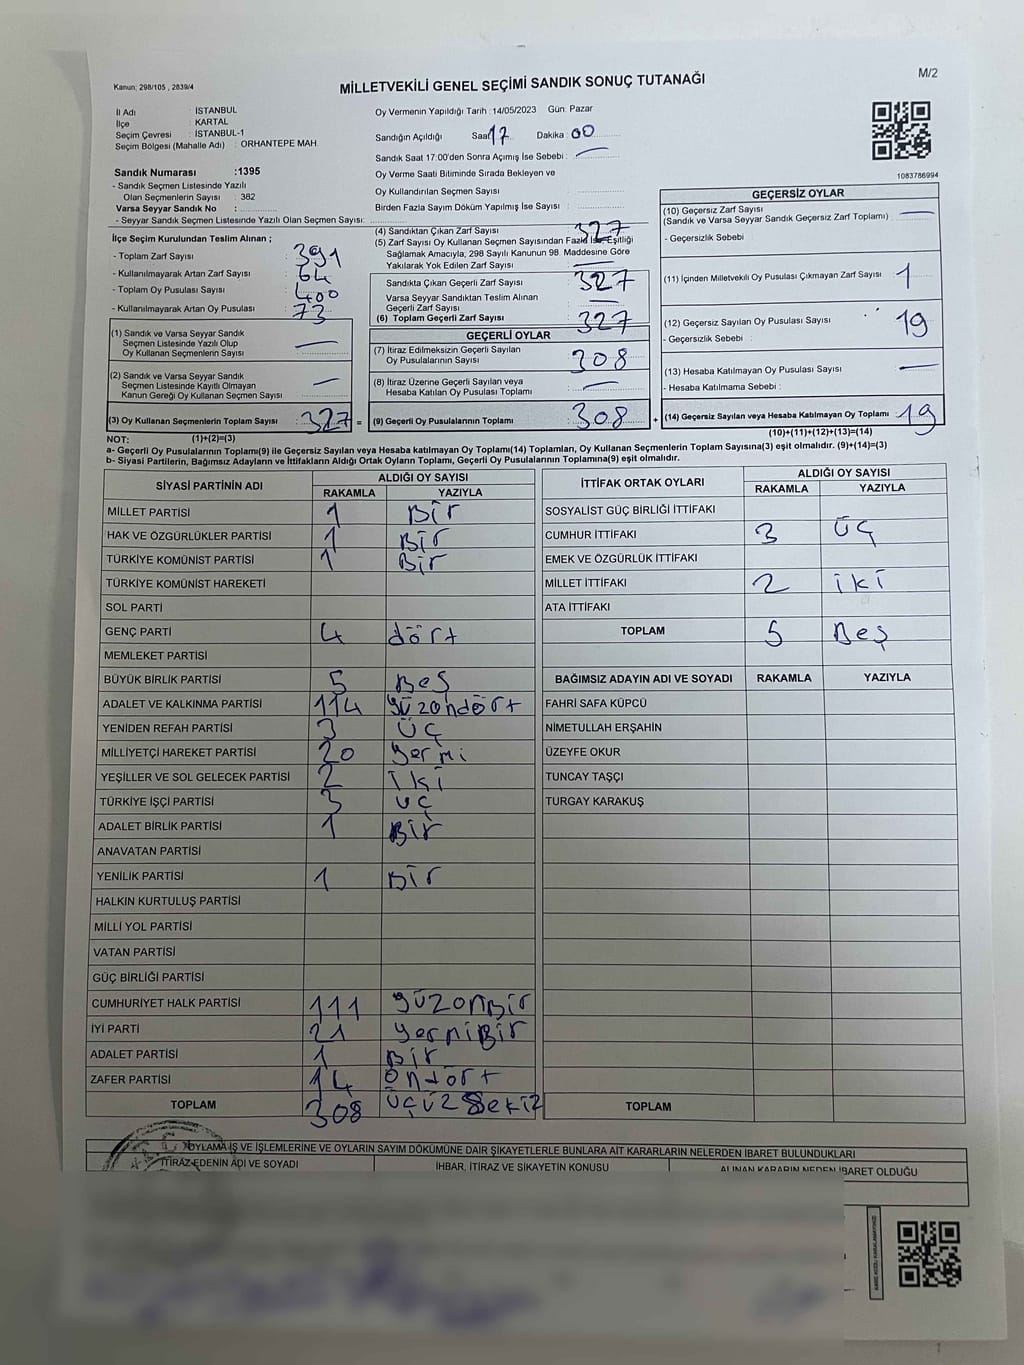 Kanun: 298/105 , 2839/4
MİLLETVEKİLİ GENEL SEÇİMİ SANDIK SONUÇ TUTANAĞI
M/2
İl Adı : İSTANBUL
İlçe : KARTAL
Seçim Çevresi : İSTANBUL-1
Seçim Bölgesi (Mahalle Adı) : ORHANTEPE MAH.
Sandık Numarası :1395
- Sandık Seçmen Listesinde Yazılı
Olan Seçmenlerin Sayısı : 382
Varsa Seyyar Sandık No :
- Seyyar Sandık Seçmen Listesinde Yazılı Olan Seçmen Sayısı:
Oy Vermenin Yapıldığı Tarih : 14/05/2023 Gün: Pazar
Sandığın Açıldığı Saat 17 Dakika : 00
Sandık Saat 17:00'den Sonra Açımış İse Sebebi : —
Oy Verme Saati Bitiminde Sırada Bekleyen ve
Oy Kullandırılan Seçmen Sayısı :
Birden Fazla Sayım Döküm Yapılmış İse Sayısı :
1083786994
İlçe Seçim Kurulundan Teslim Alınan ;
- Toplam Zarf Sayısı : 391
- Kullanılmayarak Artan Zarf Sayısı : 64
- Toplam Oy Pusulası Sayısı : 400
- Kullanılmayarak Artan Oy Pusulası : 73
(1) Sandık ve Varsa Seyyar Sandık
Seçmen Listesinde Yazılı Olup
Oy Kullanan Seçmenlerin Sayısı : —
(2) Sandık ve Varsa Seyyar Sandık
Seçmen Listesinde Kayıtlı Olmayan
Kanun Gereği Oy Kullanan Seçmen Sayısı : —
(3) Oy Kullanan Seçmenlerin Toplam Sayısı : 327 =
(1)+(2)=(3)
(4) Sandıktan Çıkan Zarf Sayısı : 327
(5) Zarf Sayısı Oy Kullanan Seçmen Sayısından Fazla İse, Eşitliği
Sağlamak Amacıyla, 298 Sayılı Kanunun 98. Maddesine Göre
Yakılarak Yok Edilen Zarf Sayısı : —
Sandıkta Çıkan Geçerli Zarf Sayısı : 327
Varsa Seyyar Sandıktan Teslim Alınan
Geçerli Zarf Sayısı : —
(6) Toplam Geçerli Zarf Sayısı : 327
GEÇERLİ OYLAR
(7) İtiraz Edilmeksizin Geçerli Sayılan
Oy Pusulalarının Sayısı : 308
(8) İtiraz Üzerine Geçerli Sayılan veya
Hesaba Katılan Oy Pusulası Toplamı : —
(9) Geçerli Oy Pusulalarının Toplamı : 308 +
GEÇERSİZ OYLAR
(10) Geçersiz Zarf Sayısı
(Sandık ve Varsa Seyyar Sandık Geçersiz Zarf Toplamı) : —
- Geçersizlik Sebebi :
(11) İçinden Milletvekili Oy Pusulası Çıkmayan Zarf Sayısı : 1
(12) Geçersiz Sayılan Oy Pusulası Sayısı : 19
- Geçersizlik Sebebi :
(13) Hesaba Katılmayan Oy Pusulası Sayısı : —
- Hesaba Katılmama Sebebi :
(14) Geçersiz Sayılan veya Hesaba Katılmayan Oy Toplamı : 19
(10)+(11)+(12)+(13)=(14)
NOT:
a- Geçerli Oy Pusulalarının Toplamı(9) ile Geçersiz Sayılan veya Hesaba katılmayan Oy Toplamı(14) Toplamları, Oy Kullanan Seçmenlerin Toplam Sayısına(3) eşit olmalıdır. (9)+(14)=(3)
b- Siyasi Partilerin, Bağımsız Adayların ve İttifakların Aldığı Ortak Oyların Toplamı, Geçerli Oy Pusulalarının Toplamına(9) eşit olmalıdır.
SİYASİ PARTİNİN ADI ALDIĞI OY SAYISI
RAKAMLA YAZIYLA
MİLLET PARTİSİ 1 Bir
HAK VE ÖZGÜRLÜKLER PARTİSİ 1 Bir
TÜRKİYE KOMÜNİST PARTİSİ 1 Bir
TÜRKİYE KOMÜNİST HAREKETİ
SOL PARTİ
GENÇ PARTİ 4 dört
MEMLEKET PARTİSİ
BÜYÜK BİRLİK PARTİSİ 5 Beş
ADALET VE KALKINMA PARTİSİ 114 yüzondört
YENİDEN REFAH PARTİSİ 3 üç
MİLLİYETÇİ HAREKET PARTİSİ 20 yermi
YEŞİLLER VE SOL GELECEK PARTİSİ 2 iki
TÜRKİYE İŞÇİ PARTİSİ 3 üç
ADALET BİRLİK PARTİSİ 1 Bir
ANAVATAN PARTİSİ
YENİLİK PARTİSİ 1 Bir
HALKIN KURTULUŞ PARTİSİ
MİLLİ YOL PARTİSİ
VATAN PARTİSİ
GÜÇ BİRLİĞİ PARTİSİ
CUMHURİYET HALK PARTİSİ 111 yüzonBir
İYİ PARTİ 21 yermiBir
ADALET PARTİSİ 1 Bir
ZAFER PARTİSİ 14 öndört
TOPLAM 308 üçüzsekiz
İTTİFAK ORTAK OYLARI ALDIĞI OY SAYISI
RAKAMLA YAZIYLA
SOSYALİST GÜÇ BİRLİĞİ İTTİFAKI
CUMHUR İTTİFAKI 3 üç
EMEK VE ÖZGÜRLÜK İTTİFAKI
MİLLET İTTİFAKI 2 iki
ATA İTTİFAKI
TOPLAM 5 Beş
BAĞIMSIZ ADAYIN ADI VE SOYADI RAKAMLA YAZIYLA
FAHRİ SAFA KÜPCÜ
NİMETULLAH ERŞAHİN
ÜZEYFE OKUR
TUNCAY TAŞÇI
TURGAY KARAKUŞ
TOPLAM
OYLAMA İŞ VE İŞLEMLERİNE VE OYLARIN SAYIM DÖKÜMÜNE DAİR ŞİKAYETLERLE BUNLARA AİT KARARLARIN NELERDEN İBARET BULUNDUKLARI
İTİRAZ EDENİN ADI VE SOYADI İHBAR, İTİRAZ VE ŞİKAYETİN KONUSU ALINAN KARARIN NEDEN İBARET OLDUĞU